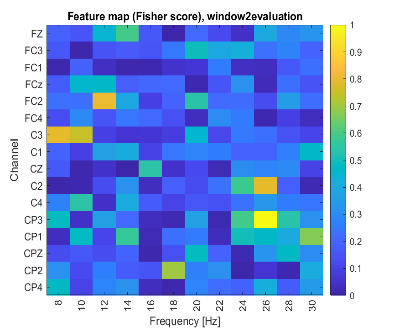 Feature map (Fisher score), window2evaluation
FZ
FC3
FC1
FCz
FC2
FC4
C3
C1
CZ
C2
C4
CP3
CP1
CPZ
CP2
CP4
Channel
8 10 12 14 16 18 20 22 24 26 28 30
Frequency [Hz]
1
0.9
0.8
0.7
0.6
0.5
0.4
0.3
0.2
0.1
0